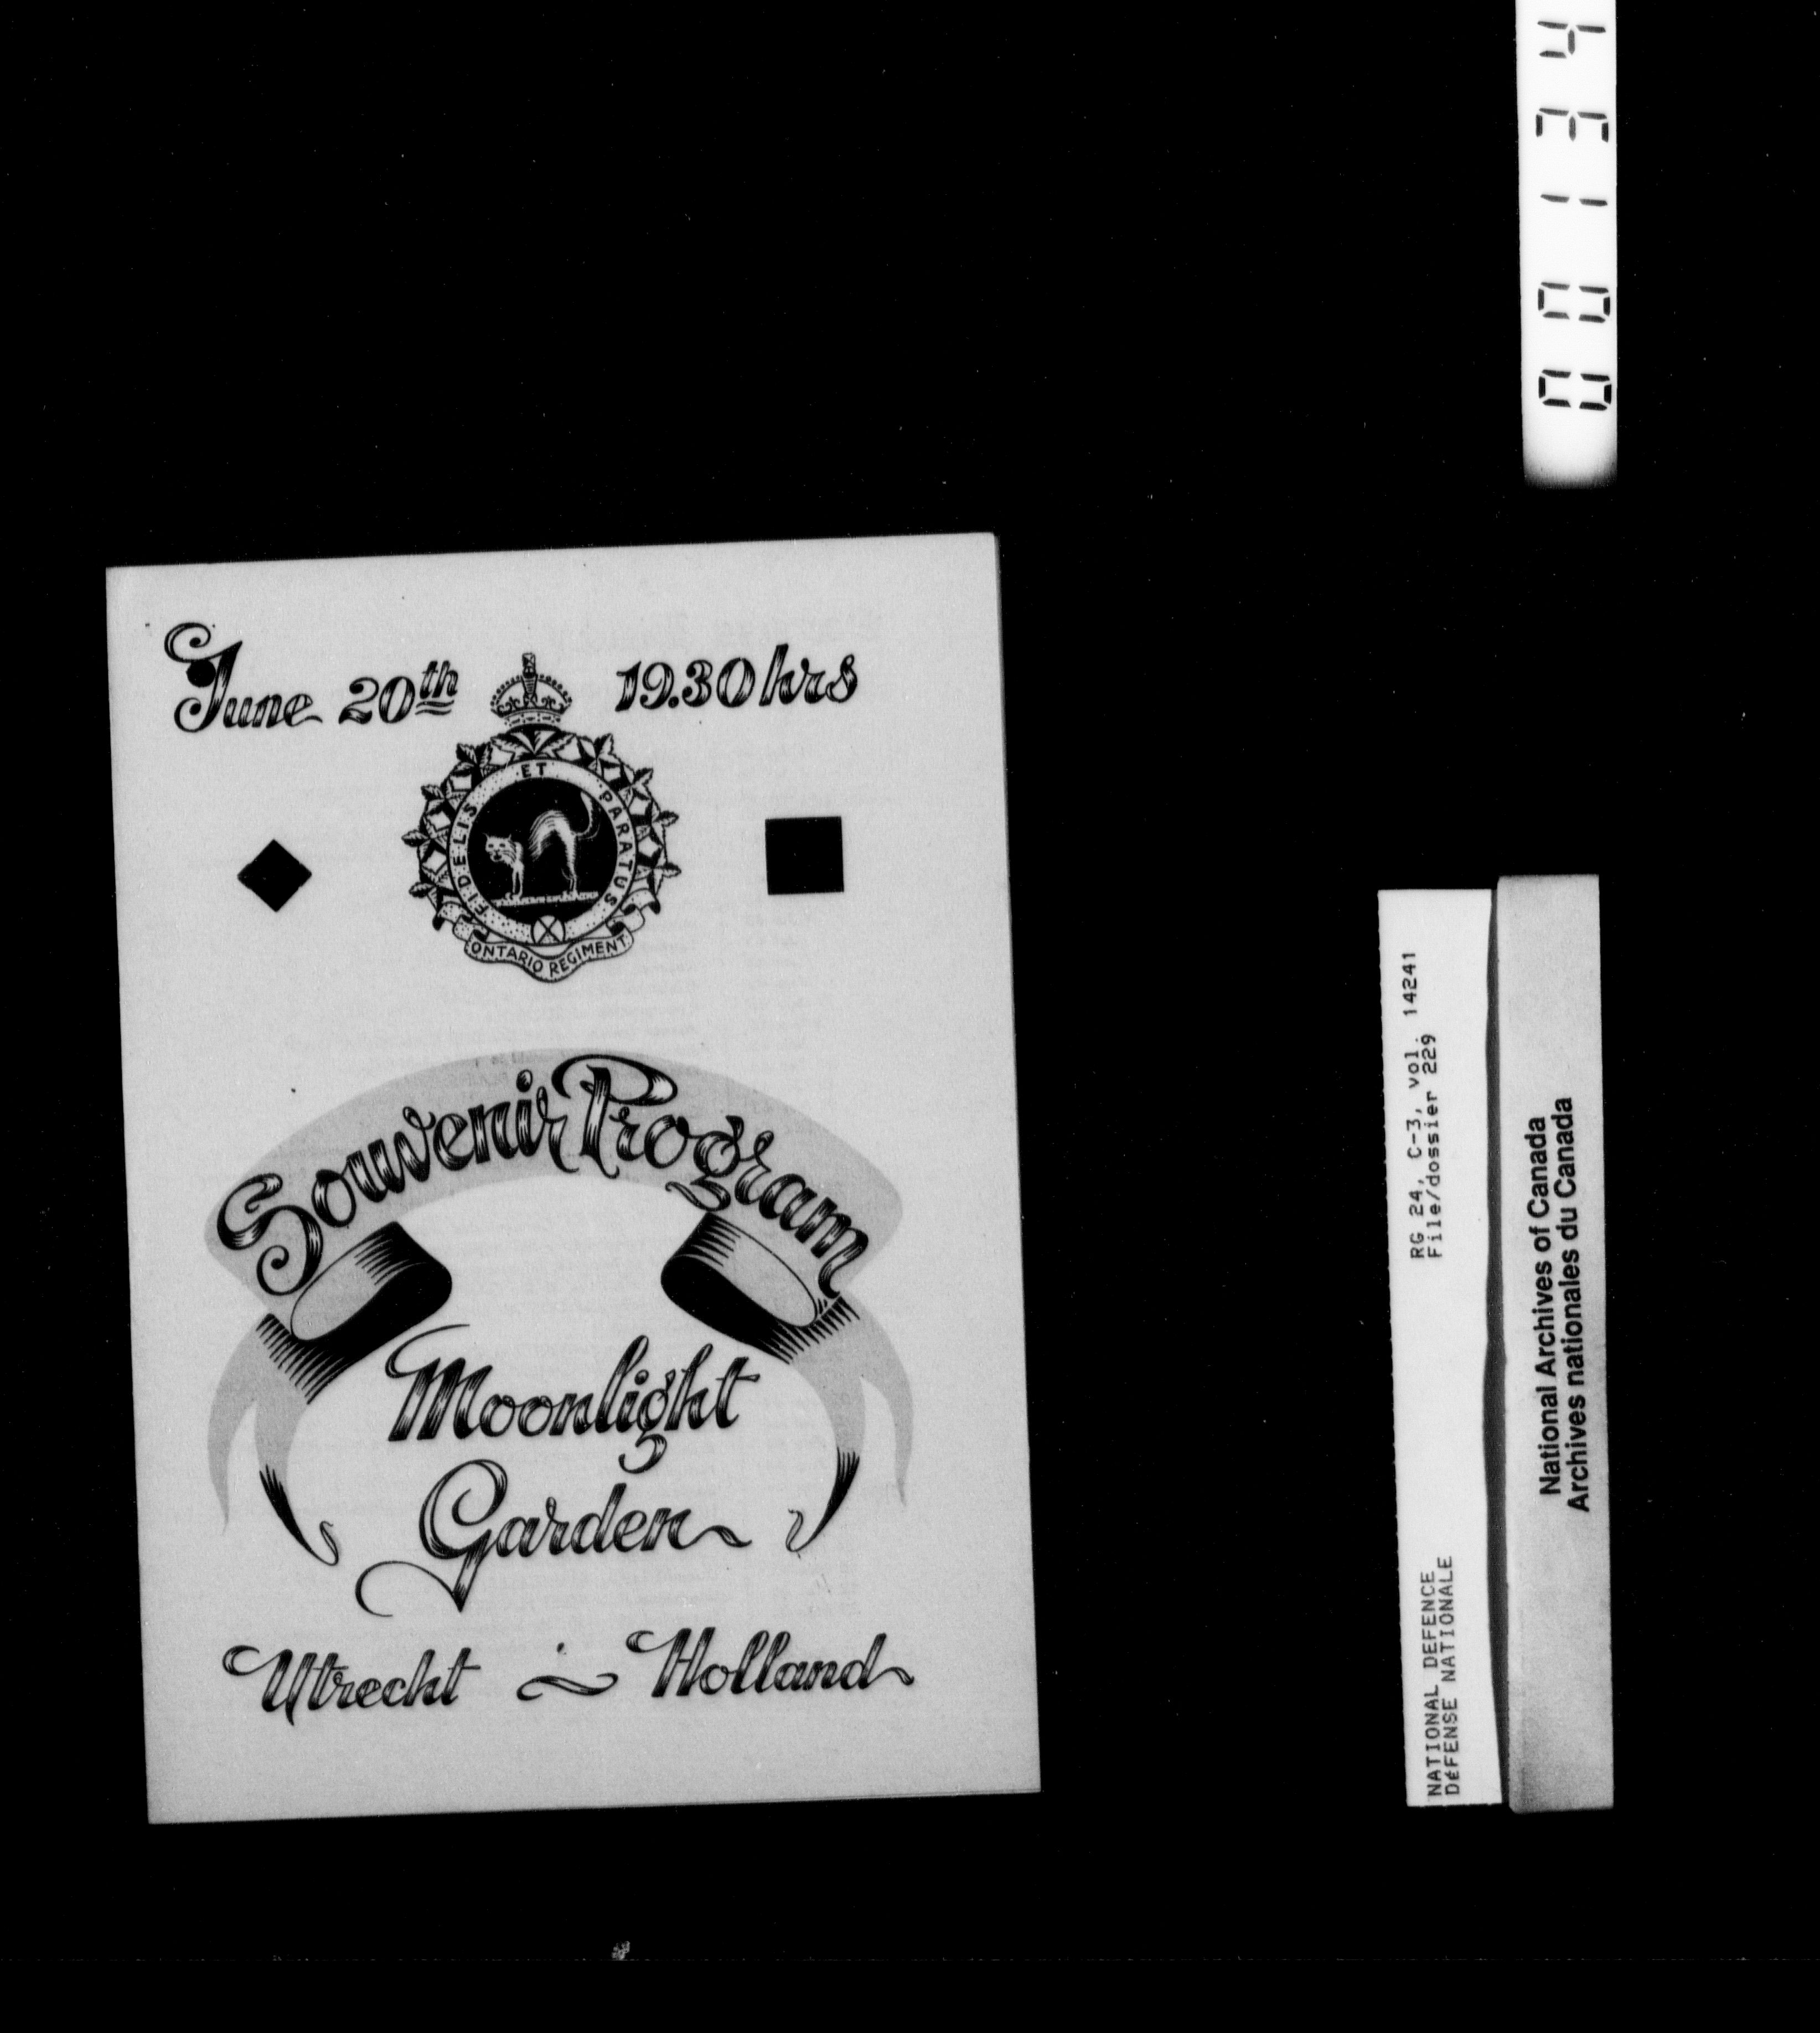 June 20th 19.30 hrs
FIDELIS ET PARATUS
ONTARIO REGIMENT
Souvenir Program
Moonlight
Garden
Utrecht ~ Holland
00134
RG 24, C-3, vol. 14241
File/dossier 229
NATIONAL DEFENCE
DÉFENSE NATIONALE
National Archives of Canada
Archives nationales du Canada